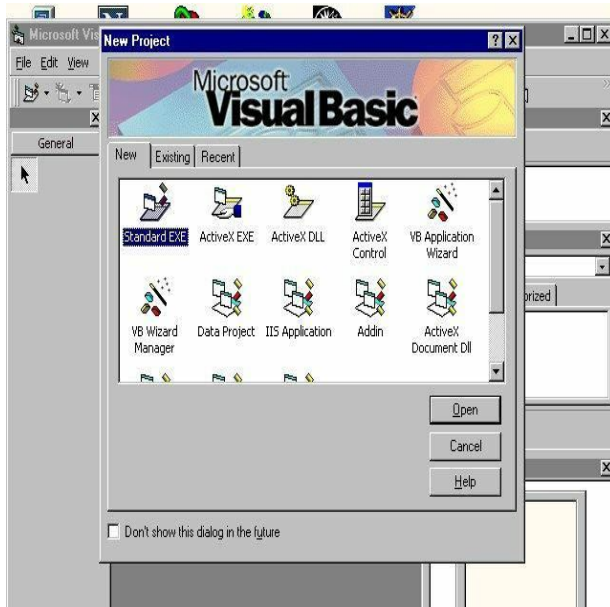 Microsoft Vis
File Edit View
General
New Project
Microsoft
Visual Basic
New Existing Recent
Standard EXE ActiveX EXE ActiveX DLL ActiveX Control VB Application Wizard
VB Wizard Manager Data Project IIS Application Addin ActiveX Document Dll
Open
Cancel
Help
Don't show this dialog in the future
orized